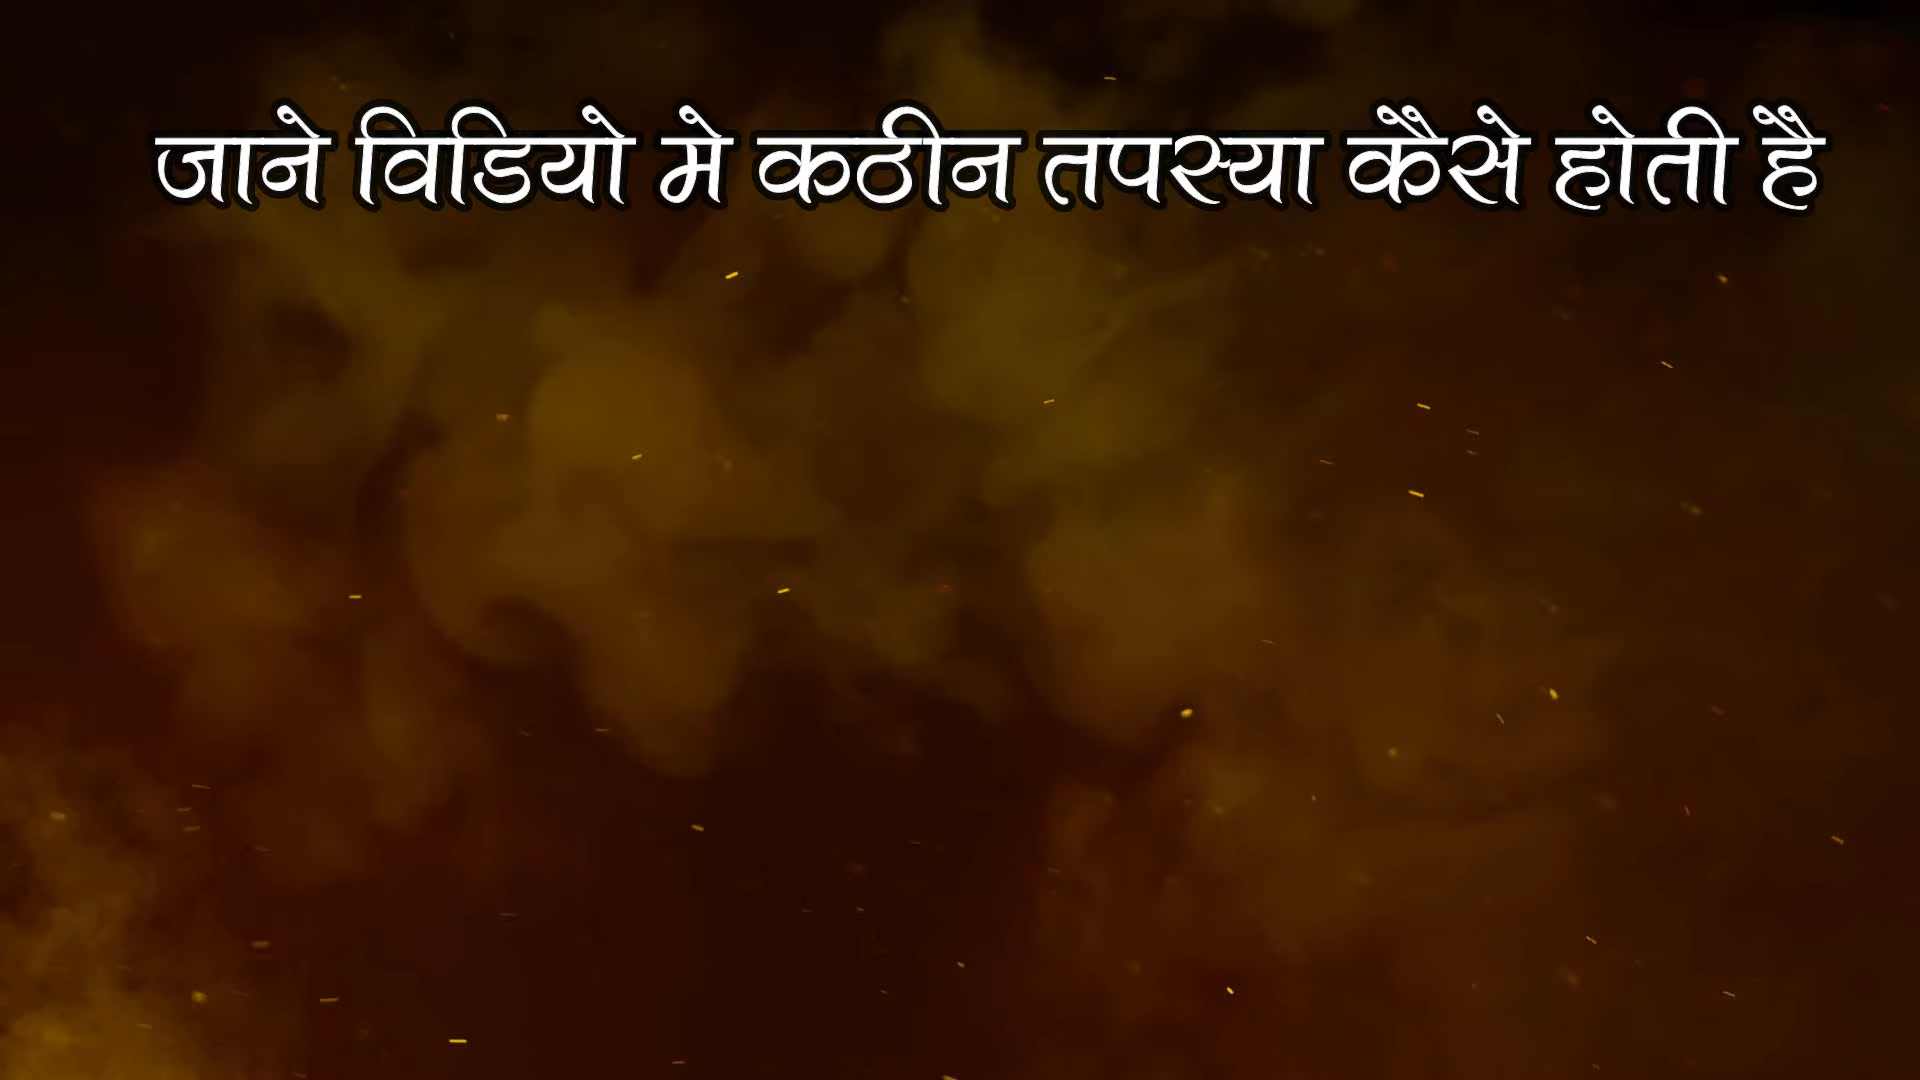 जाने विडियो मे कठीन तपस्या कैसे होती है